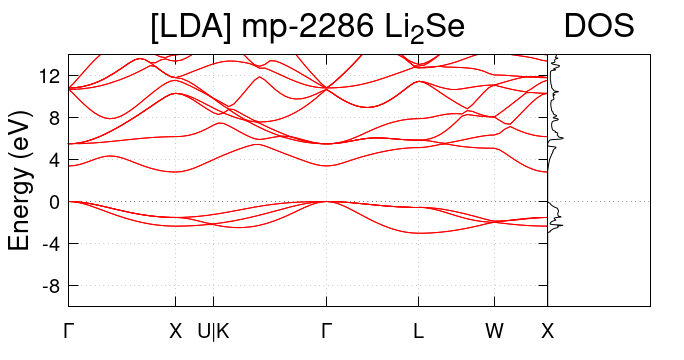 [LDA] mp-2286 Li₂Se
DOS
Energy (eV)
12
8
4
0
-4
-8
Γ X U|K Γ L W X